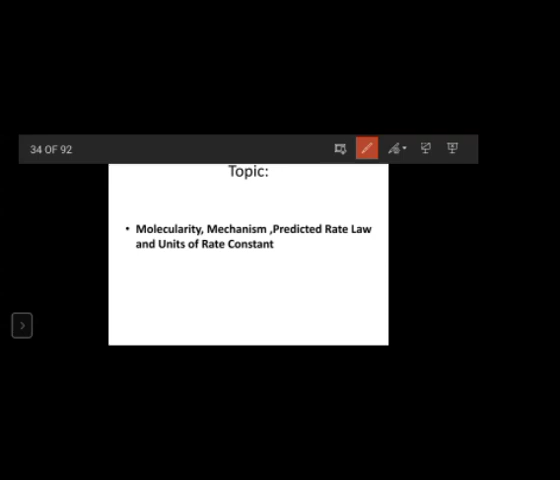 34 OF 92
Topic:
• Molecularity, Mechanism ,Predicted Rate Law
and Units of Rate Constant